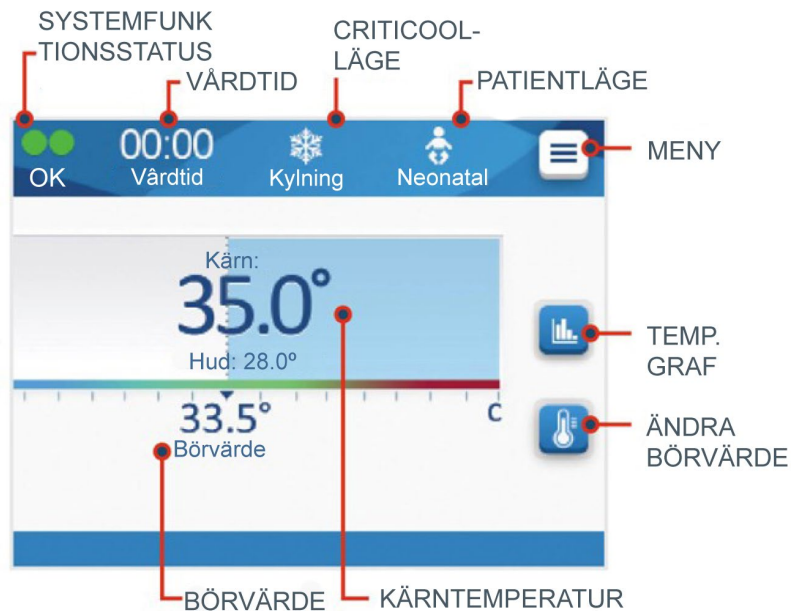 SYSTEMFUNK
TIONSSTATUS
VÅRDTID
CRITICOOL-
LÄGE
PATIENTLÄGE
MENY
00:00
OK
Vårdtid
Kylning
Neonatal
Kärn:
35.0°
Hud: 28.0º
33.5°
C
Börvärde
TEMP.
GRAF
ÄNDRA
BÖRVÄRDE
BÖRVÄRDE
KÄRNTEMPERATUR